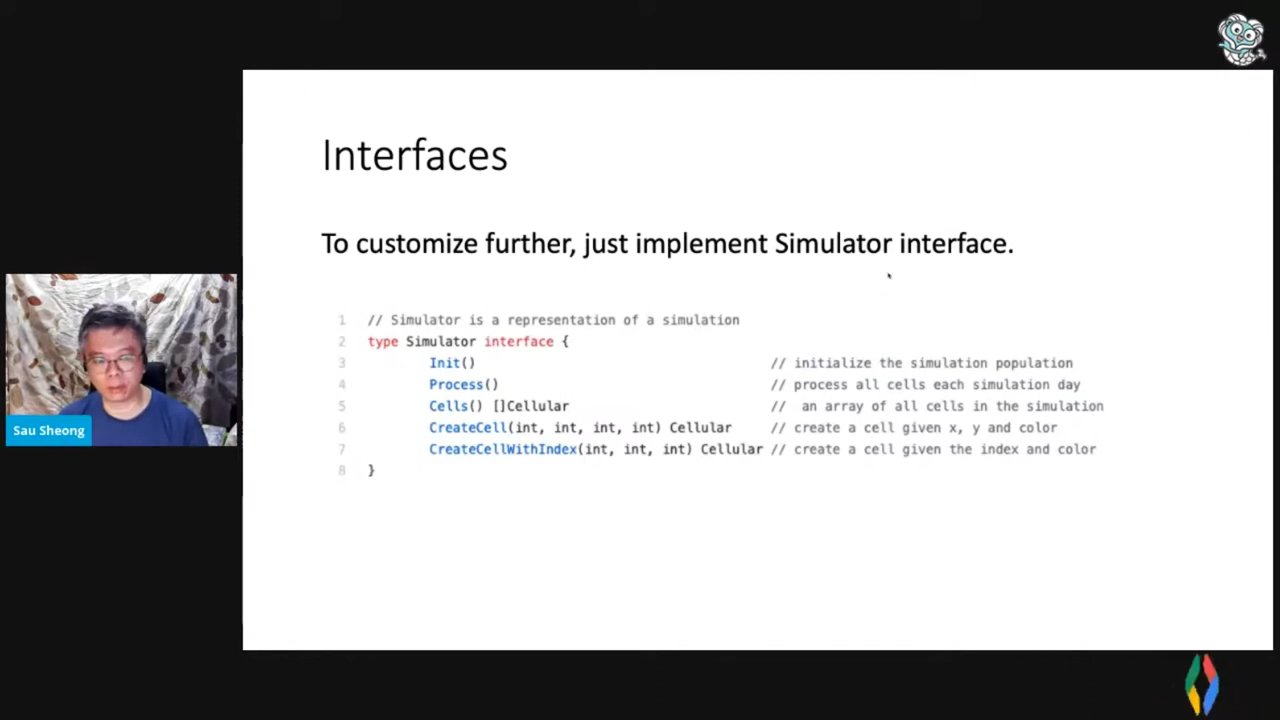 Interfaces
To customize further, just implement Simulator interface.
1 // Simulator is a representation of a simulation
2 type Simulator interface {
3 Init() // initialize the simulation population
4 Process() // process all cells each simulation day
5 Cells() []Cellular // an array of all cells in the simulation
6 CreateCell(int, int, int, int) Cellular // create a cell given x, y and color
7 CreateCellWithIndex(int, int, int) Cellular // create a cell given the index and color
8 }
Sau Sheong